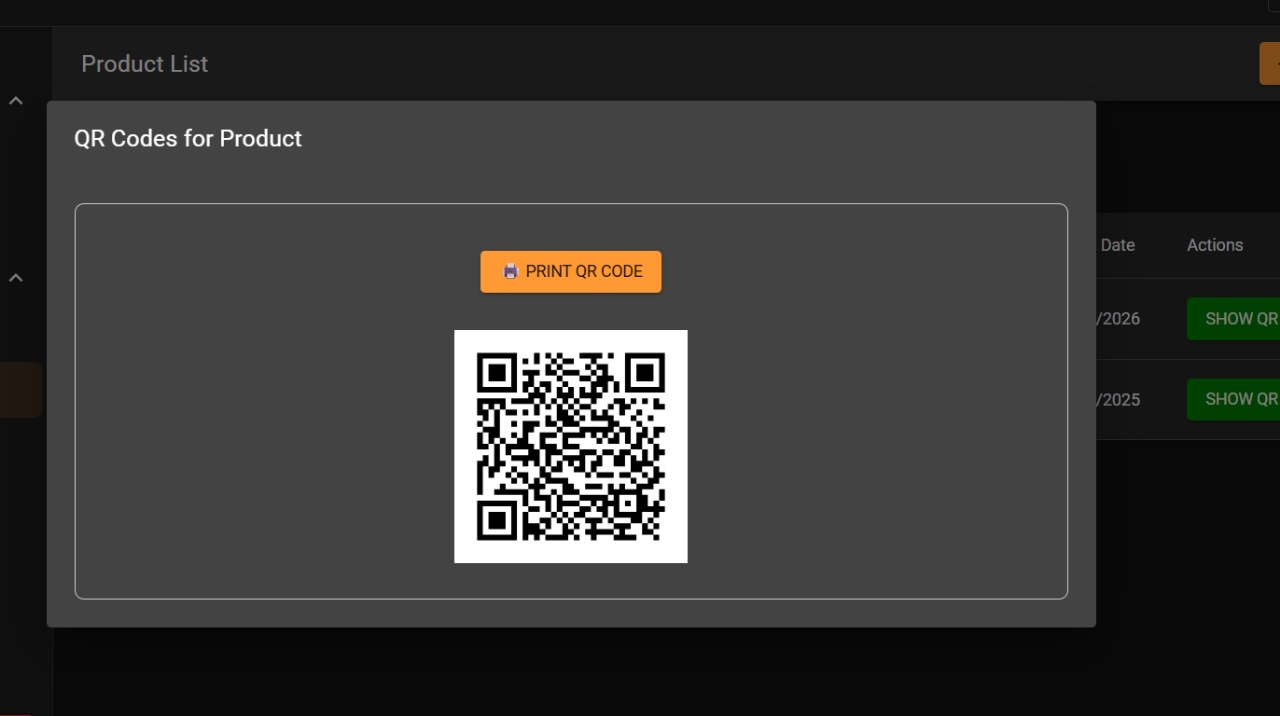 Product List
QR Codes for Product
PRINT QR CODE
Date
Actions
/2026
SHOW QR
/2025
SHOW QR